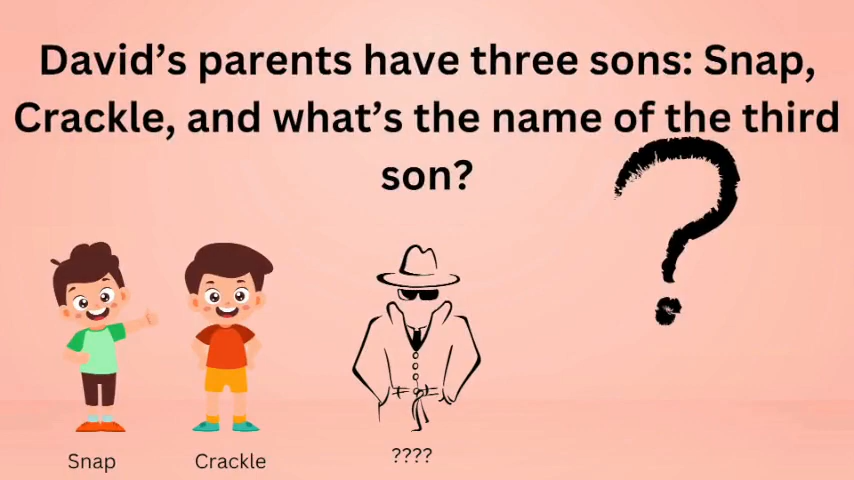 David’s parents have three sons: Snap,
Crackle, and what’s the name of the third
son?
?
Snap
Crackle
????